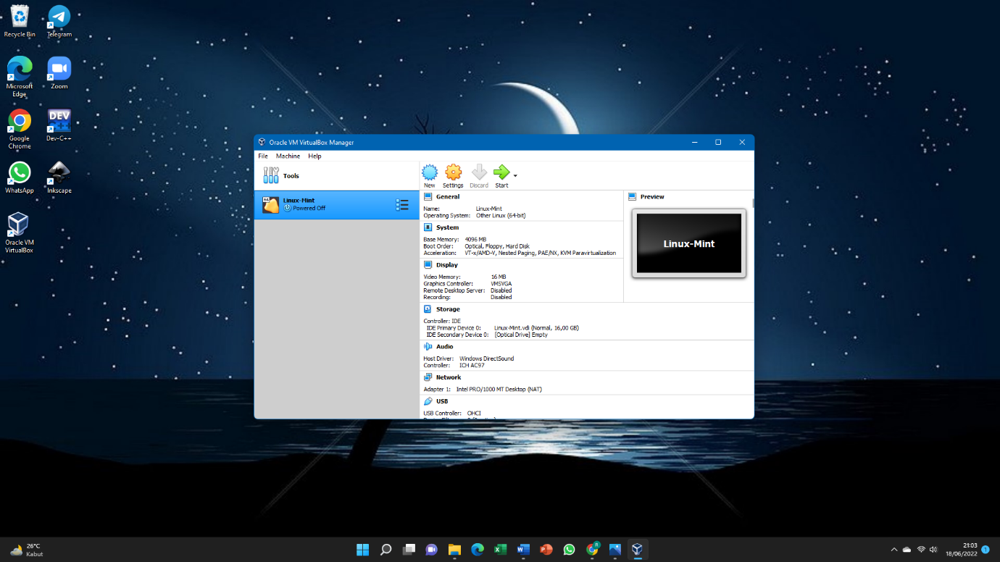 Recycle Bin
Telegram
Microsoft
Edge
Zoom
Google
Chrome
DEV
C++
Dev-C++
WhatsApp
Inkscape
Oracle VM
VirtualBox
Oracle VM VirtualBox Manager
File Machine Help
Tools
Linux-Mint
Powered Off
New Settings Discard Start
General
Name: Linux-Mint
Operating System: Other Linux (64-bit)
System
Base Memory: 4096 MB
Boot Order: Optical, Floppy, Hard Disk
Acceleration: VT-x/AMD-V, Nested Paging, PAE/NX, KVM Paravirtualization
Display
Video Memory: 16 MB
Graphics Controller: VMSVGA
Remote Desktop Server: Disabled
Recording: Disabled
Storage
Controller: IDE
IDE Primary Device 0: Linux-Mint.vdi (Normal, 16,00 GB)
IDE Secondary Device 0: [Optical Drive] Empty
Audio
Host Driver: Windows DirectSound
Controller: ICH AC97
Network
Adapter 1: Intel PRO/1000 MT Desktop (NAT)
USB
USB Controller: OHCI
Preview
Linux-Mint
26°C
Kabut
21:03
18/06/2022
1